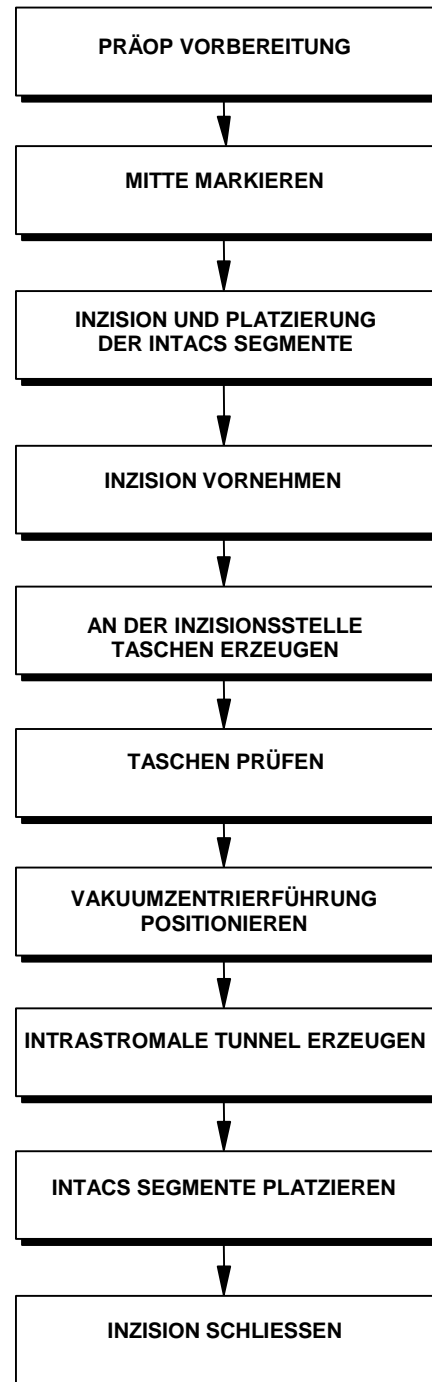 PRÄOP VORBEREITUNG
MITTE MARKIEREN
INZISION UND PLATZIERUNG
DER INTACS SEGMENTE
INZISION VORNEHMEN
AN DER INZISIONSSTELLE
TASCHEN ERZEUGEN
TASCHEN PRÜFEN
VAKUUMZENTRIERFÜHRUNG
POSITIONIEREN
INTRASTROMALE TUNNEL ERZEUGEN
INTACS SEGMENTE PLATZIEREN
INZISION SCHLIESSEN